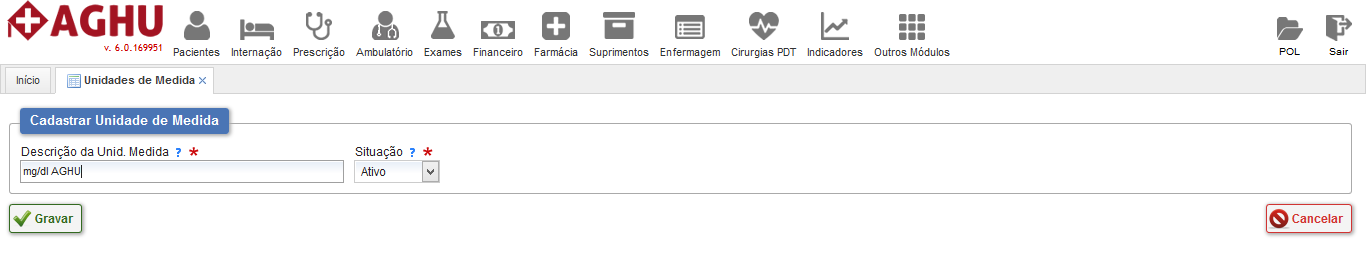 AGHU
v. 6.0.169951
Pacientes Internação Prescrição Ambulatório Exames Financeiro Farmácia Suprimentos Enfermagem Cirurgias PDT Indicadores Outros Módulos POL Sair
Início Unidades de Medida
Cadastrar Unidade de Medida
Descrição da Unid. Medida ? * Situação ? *
mg/dl AGHU Ativo
Gravar Cancelar